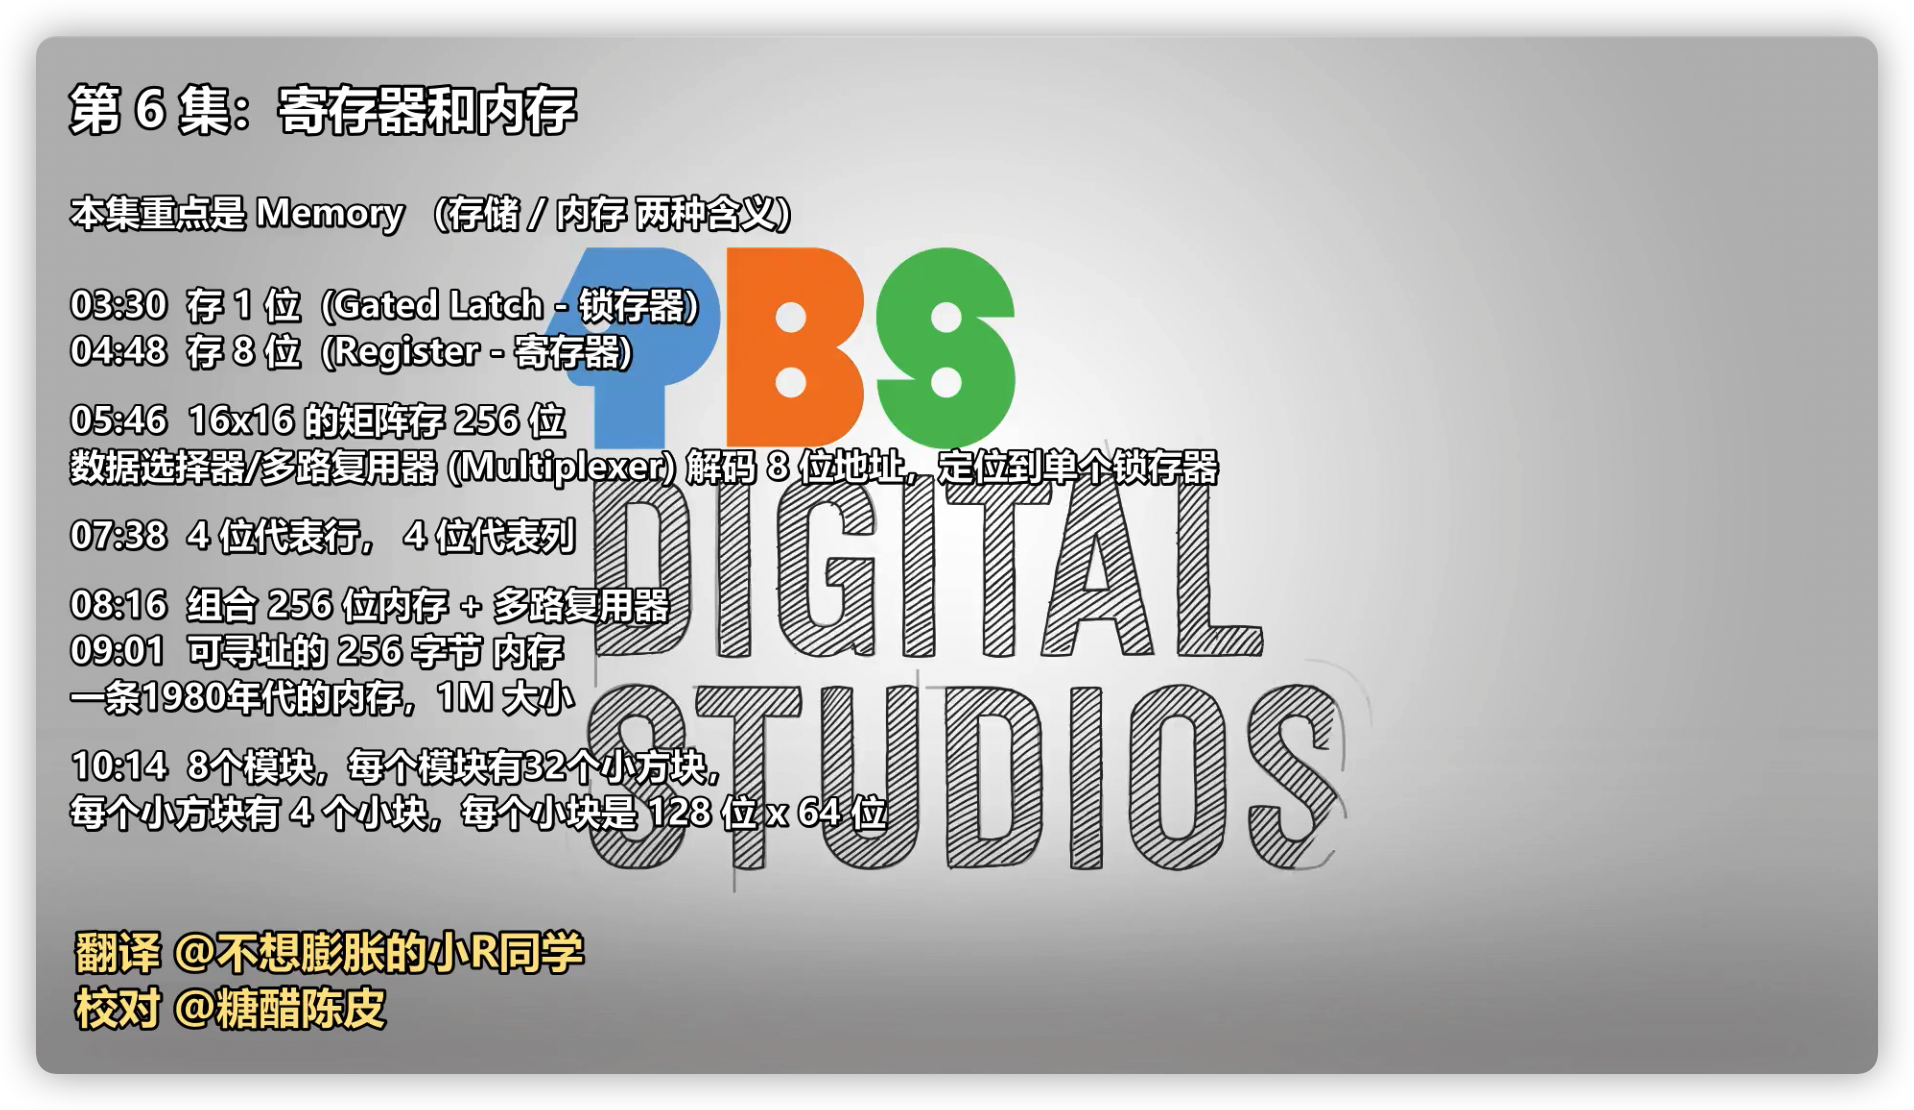 第 6 集：寄存器和内存
本集重点是 Memory （存储 / 内存 两种含义）
03:30 存 1 位 (Gated Latch - 锁存器)
04:48 存 8 位 (Register - 寄存器)
05:46 16x16 的矩阵存 256 位
数据选择器/多路复用器 (Multiplexer) 解码 8 位地址，定位到单个锁存器
07:38 4 位代表行， 4 位代表列
08:16 组合 256 位内存 + 多路复用器
09:01 可寻址的 256 字节 内存
一条1980年代的内存，1M 大小
10:14 8个模块，每个模块有32个小方块，
每个小方块有 4 个小块，每个小块是 128 位 x 64 位
翻译 @不想膨胀的小R同学
校对 @糖醋陈皮
PBS
DIGITAL
STUDIOS